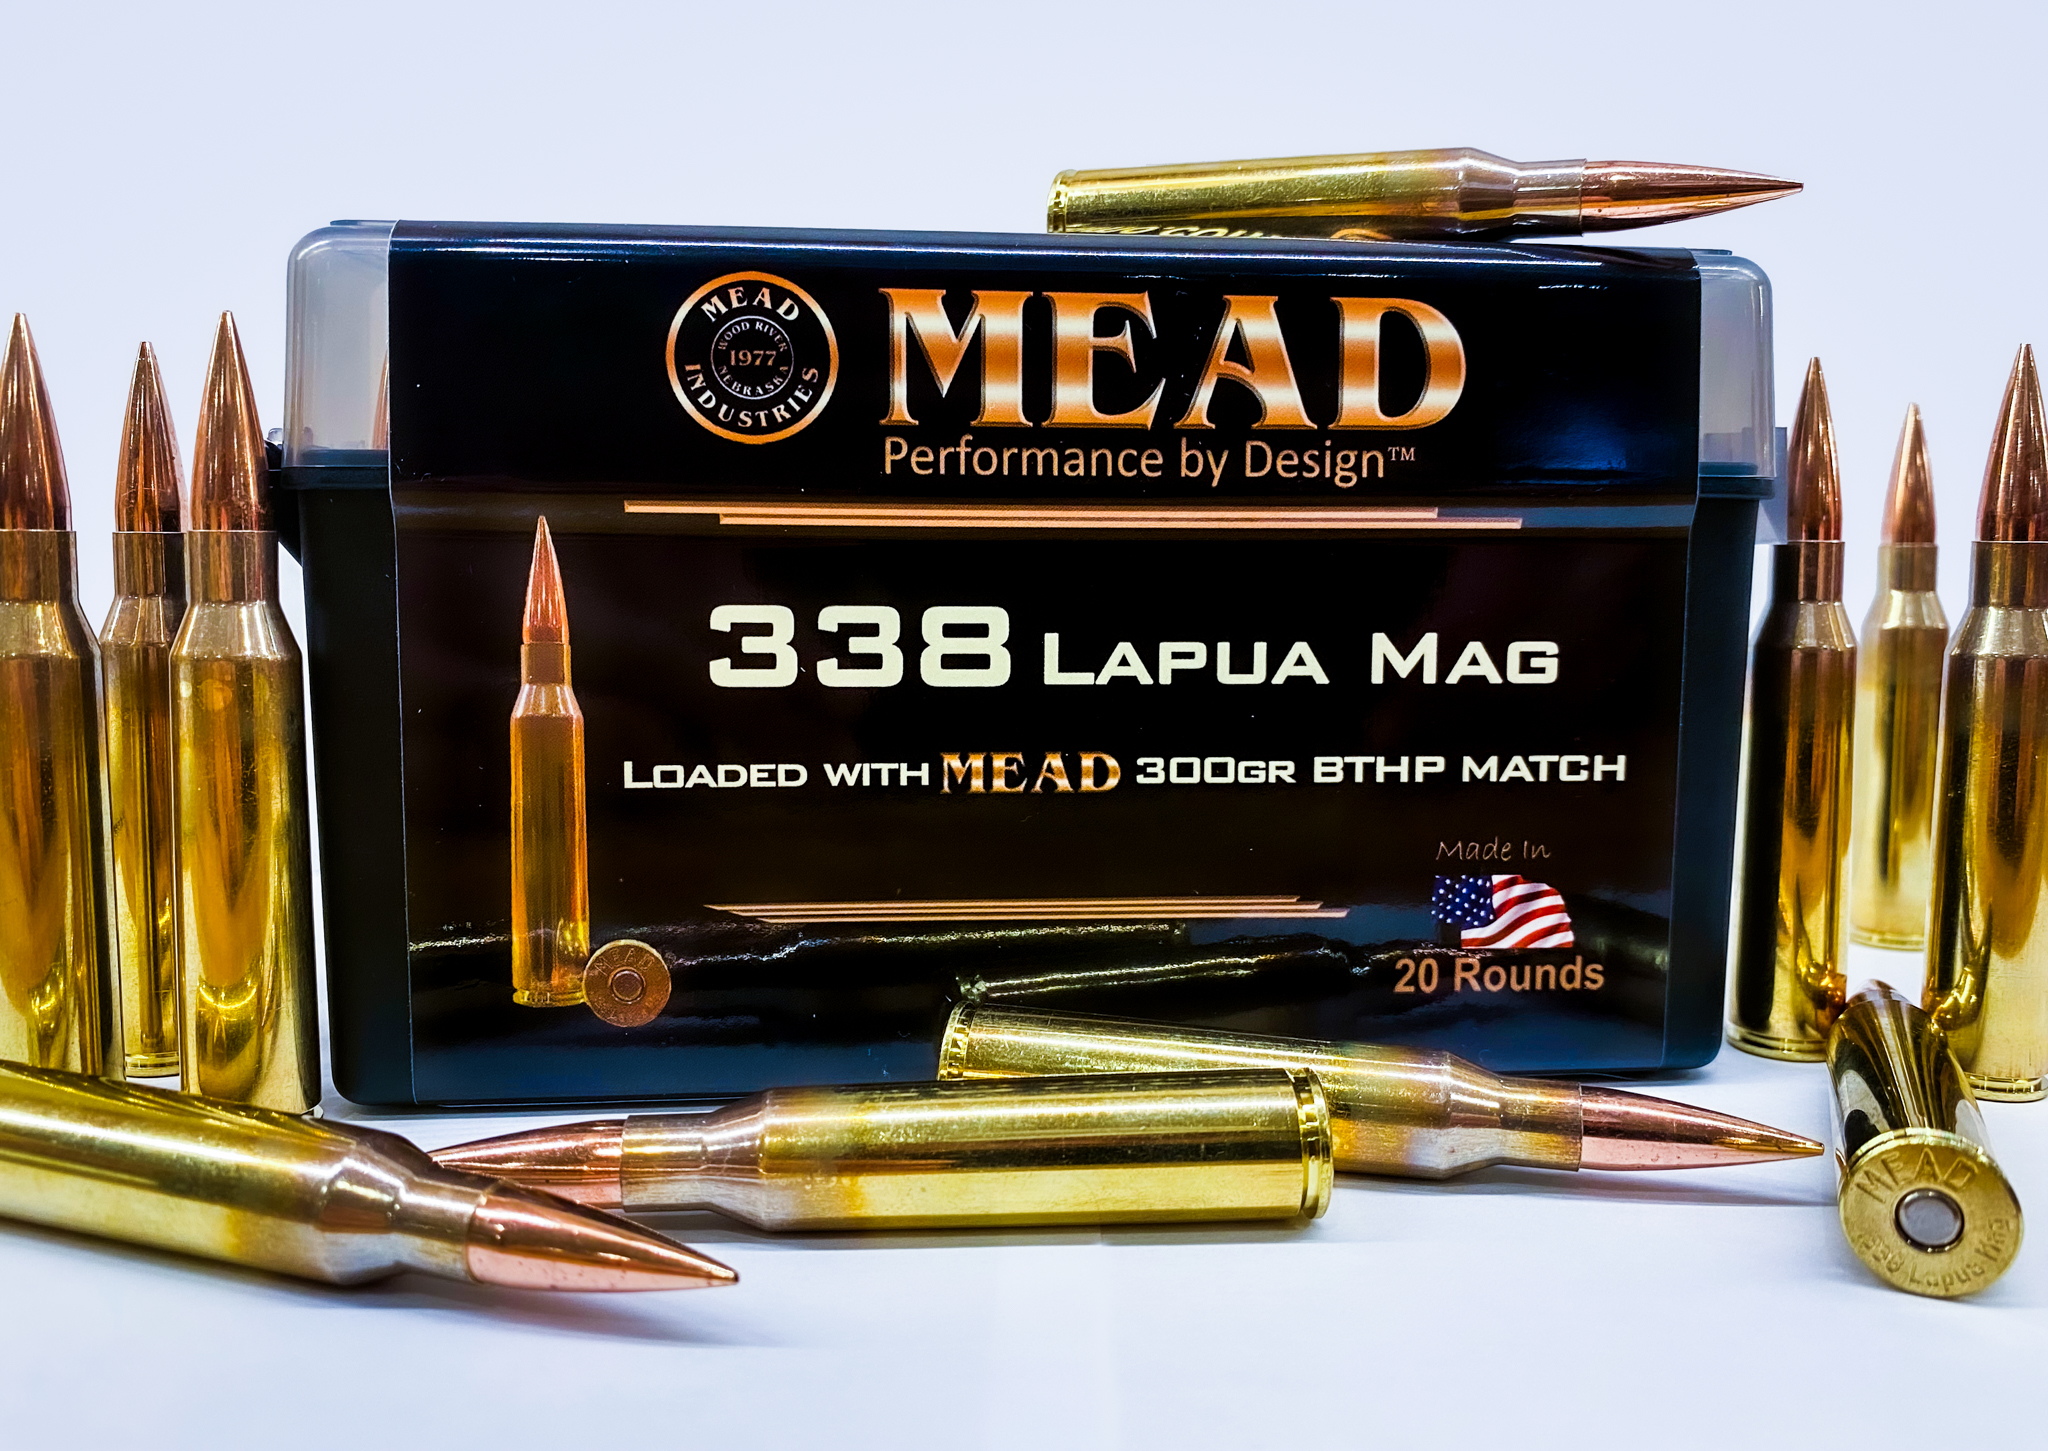 MEAD
INDUSTRIES
WOOD RIVER
1977
NEBRASKA
MEAD
Performance by Design™
338 LAPUA MAG
LOADED WITH MEAD 300GR BTHP MATCH
Made In
20 Rounds
MEAD
MEAD
338 Lapua Mag